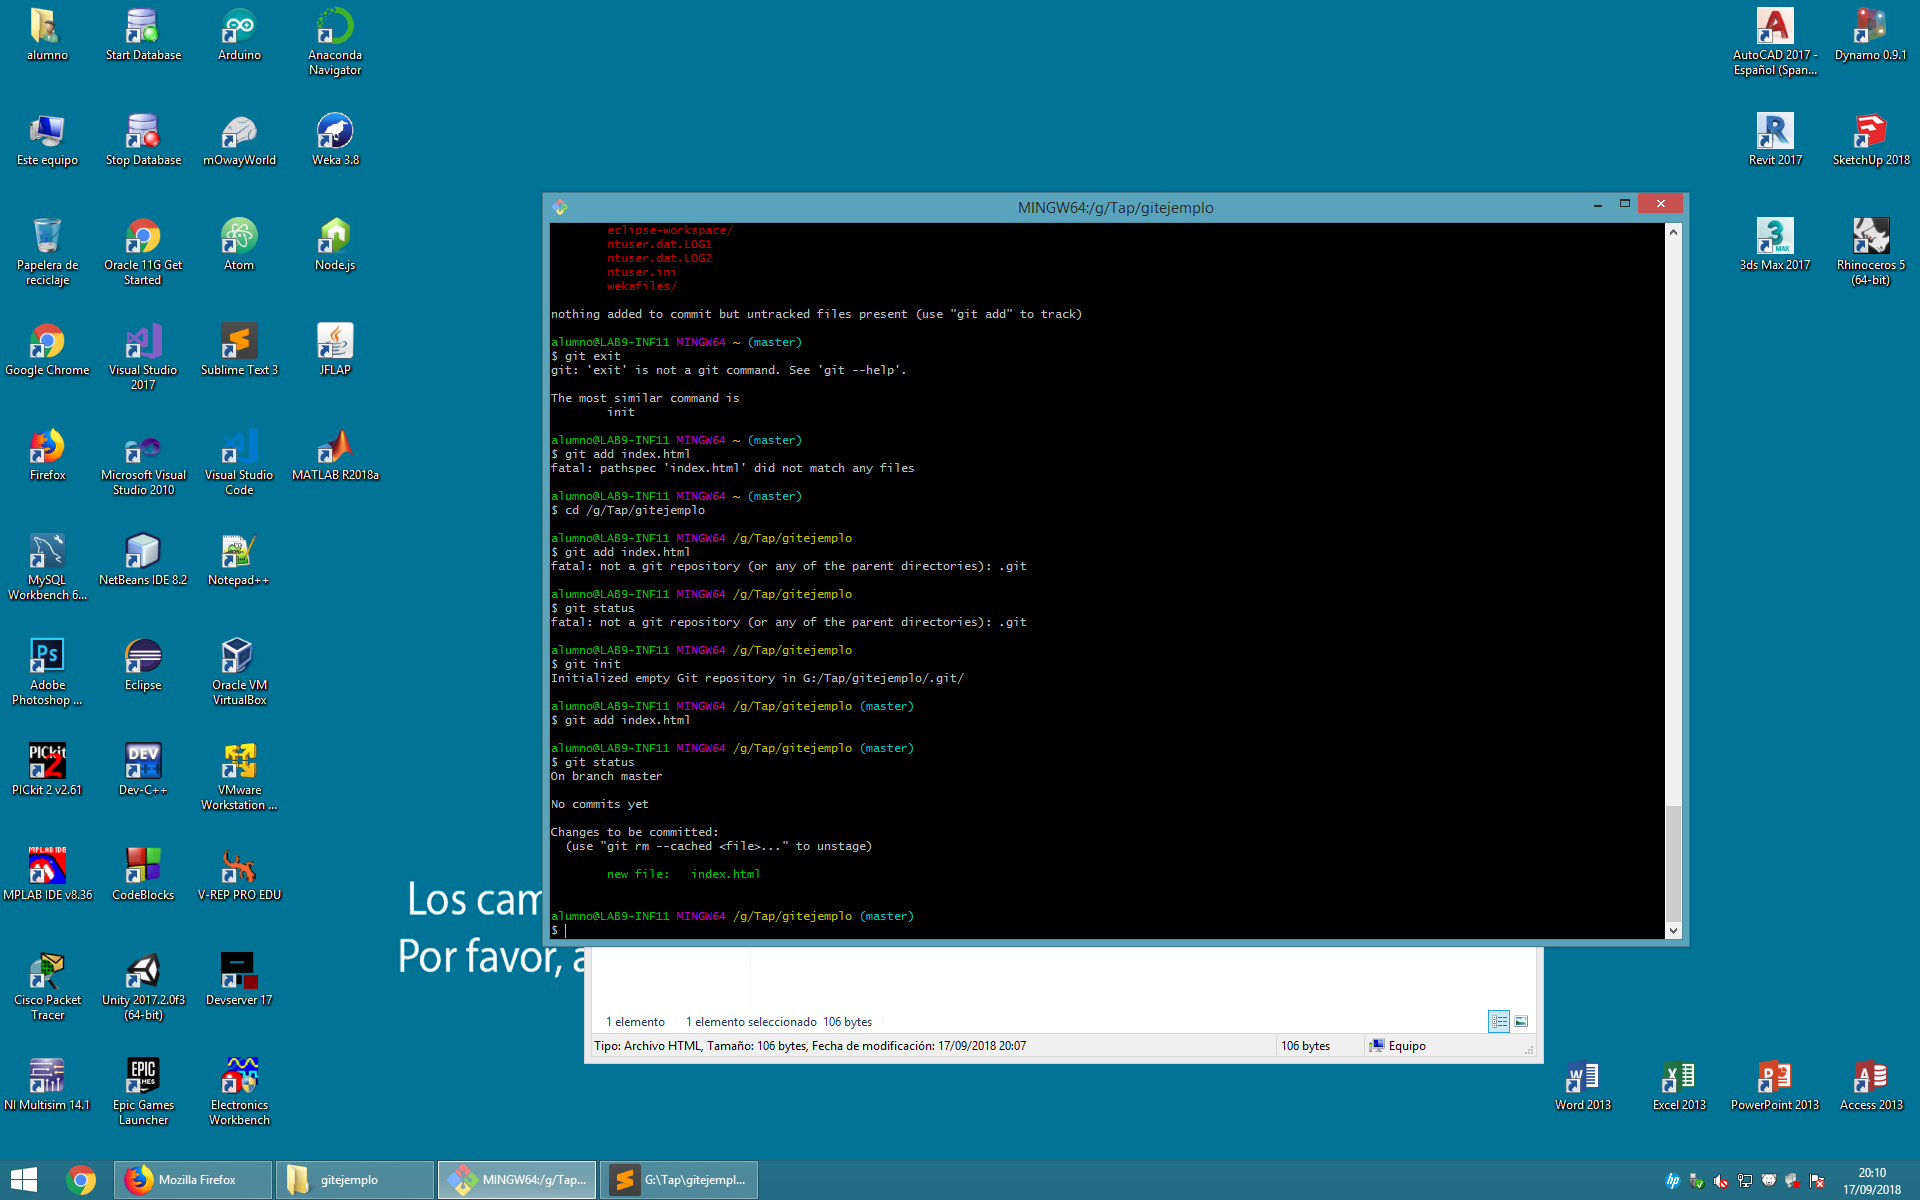 alumno
Start Database
Arduino
Anaconda
Navigator
AutoCAD 2017 -
Español (Span...
Dynamo 0.9.1
Este equipo
Stop Database
mOwayWorld
Weka 3.8
Revit 2017
SketchUp 2018
Papelera de
reciclaje
Oracle 11G Get
Started
Atom
Node.js
3ds Max 2017
Rhinoceros 5
(64-bit)
Google Chrome
Visual Studio
2017
Sublime Text 3
JFLAP
Firefox
Microsoft Visual
Studio 2010
Visual Studio
Code
MATLAB R2018a
MySQL
Workbench 6...
NetBeans IDE 8.2
Notepad++
Adobe
Photoshop ...
Eclipse
Oracle VM
VirtualBox
PICkit 2 v2.61
Dev-C++
VMware
Workstation ...
MPLAB IDE v8.36
CodeBlocks
V-REP PRO EDU
Cisco Packet
Tracer
Unity 2017.2.0f3
(64-bit)
Devserver 17
NI Multisim 14.1
Epic Games
Launcher
Electronics
Workbench
Los cam
Por favor, a
MINGW64:/g/Tap/gitejemplo
eclipse-workspace/
ntuser.dat.LOG1
ntuser.dat.LOG2
ntuser.ini
wekafiles/
nothing added to commit but untracked files present (use "git add" to track)
alumno@LAB9-INF11 MINGW64 ~ (master)
$ git exit
git: 'exit' is not a git command. See 'git --help'.
The most similar command is
init
alumno@LAB9-INF11 MINGW64 ~ (master)
$ git add index.html
fatal: pathspec 'index.html' did not match any files
alumno@LAB9-INF11 MINGW64 ~ (master)
$ cd /g/Tap/gitejemplo
alumno@LAB9-INF11 MINGW64 /g/Tap/gitejemplo
$ git add index.html
fatal: not a git repository (or any of the parent directories): .git
alumno@LAB9-INF11 MINGW64 /g/Tap/gitejemplo
$ git status
fatal: not a git repository (or any of the parent directories): .git
alumno@LAB9-INF11 MINGW64 /g/Tap/gitejemplo
$ git init
Initialized empty Git repository in G:/Tap/gitejemplo/.git/
alumno@LAB9-INF11 MINGW64 /g/Tap/gitejemplo (master)
$ git add index.html
alumno@LAB9-INF11 MINGW64 /g/Tap/gitejemplo (master)
$ git status
On branch master
No commits yet
Changes to be committed:
(use "git rm --cached <file>..." to unstage)
new file:   index.html
alumno@LAB9-INF11 MINGW64 /g/Tap/gitejemplo (master)
$
1 elemento
1 elemento seleccionado 106 bytes
Tipo: Archivo HTML, Tamaño: 106 bytes, Fecha de modificación: 17/09/2018 20:07
106 bytes
Equipo
Word 2013
Excel 2013
PowerPoint 2013
Access 2013
Mozilla Firefox
gitejemplo
MINGW64:/g/Tap...
G:\Tap\gitejempl...
20:10
17/09/2018